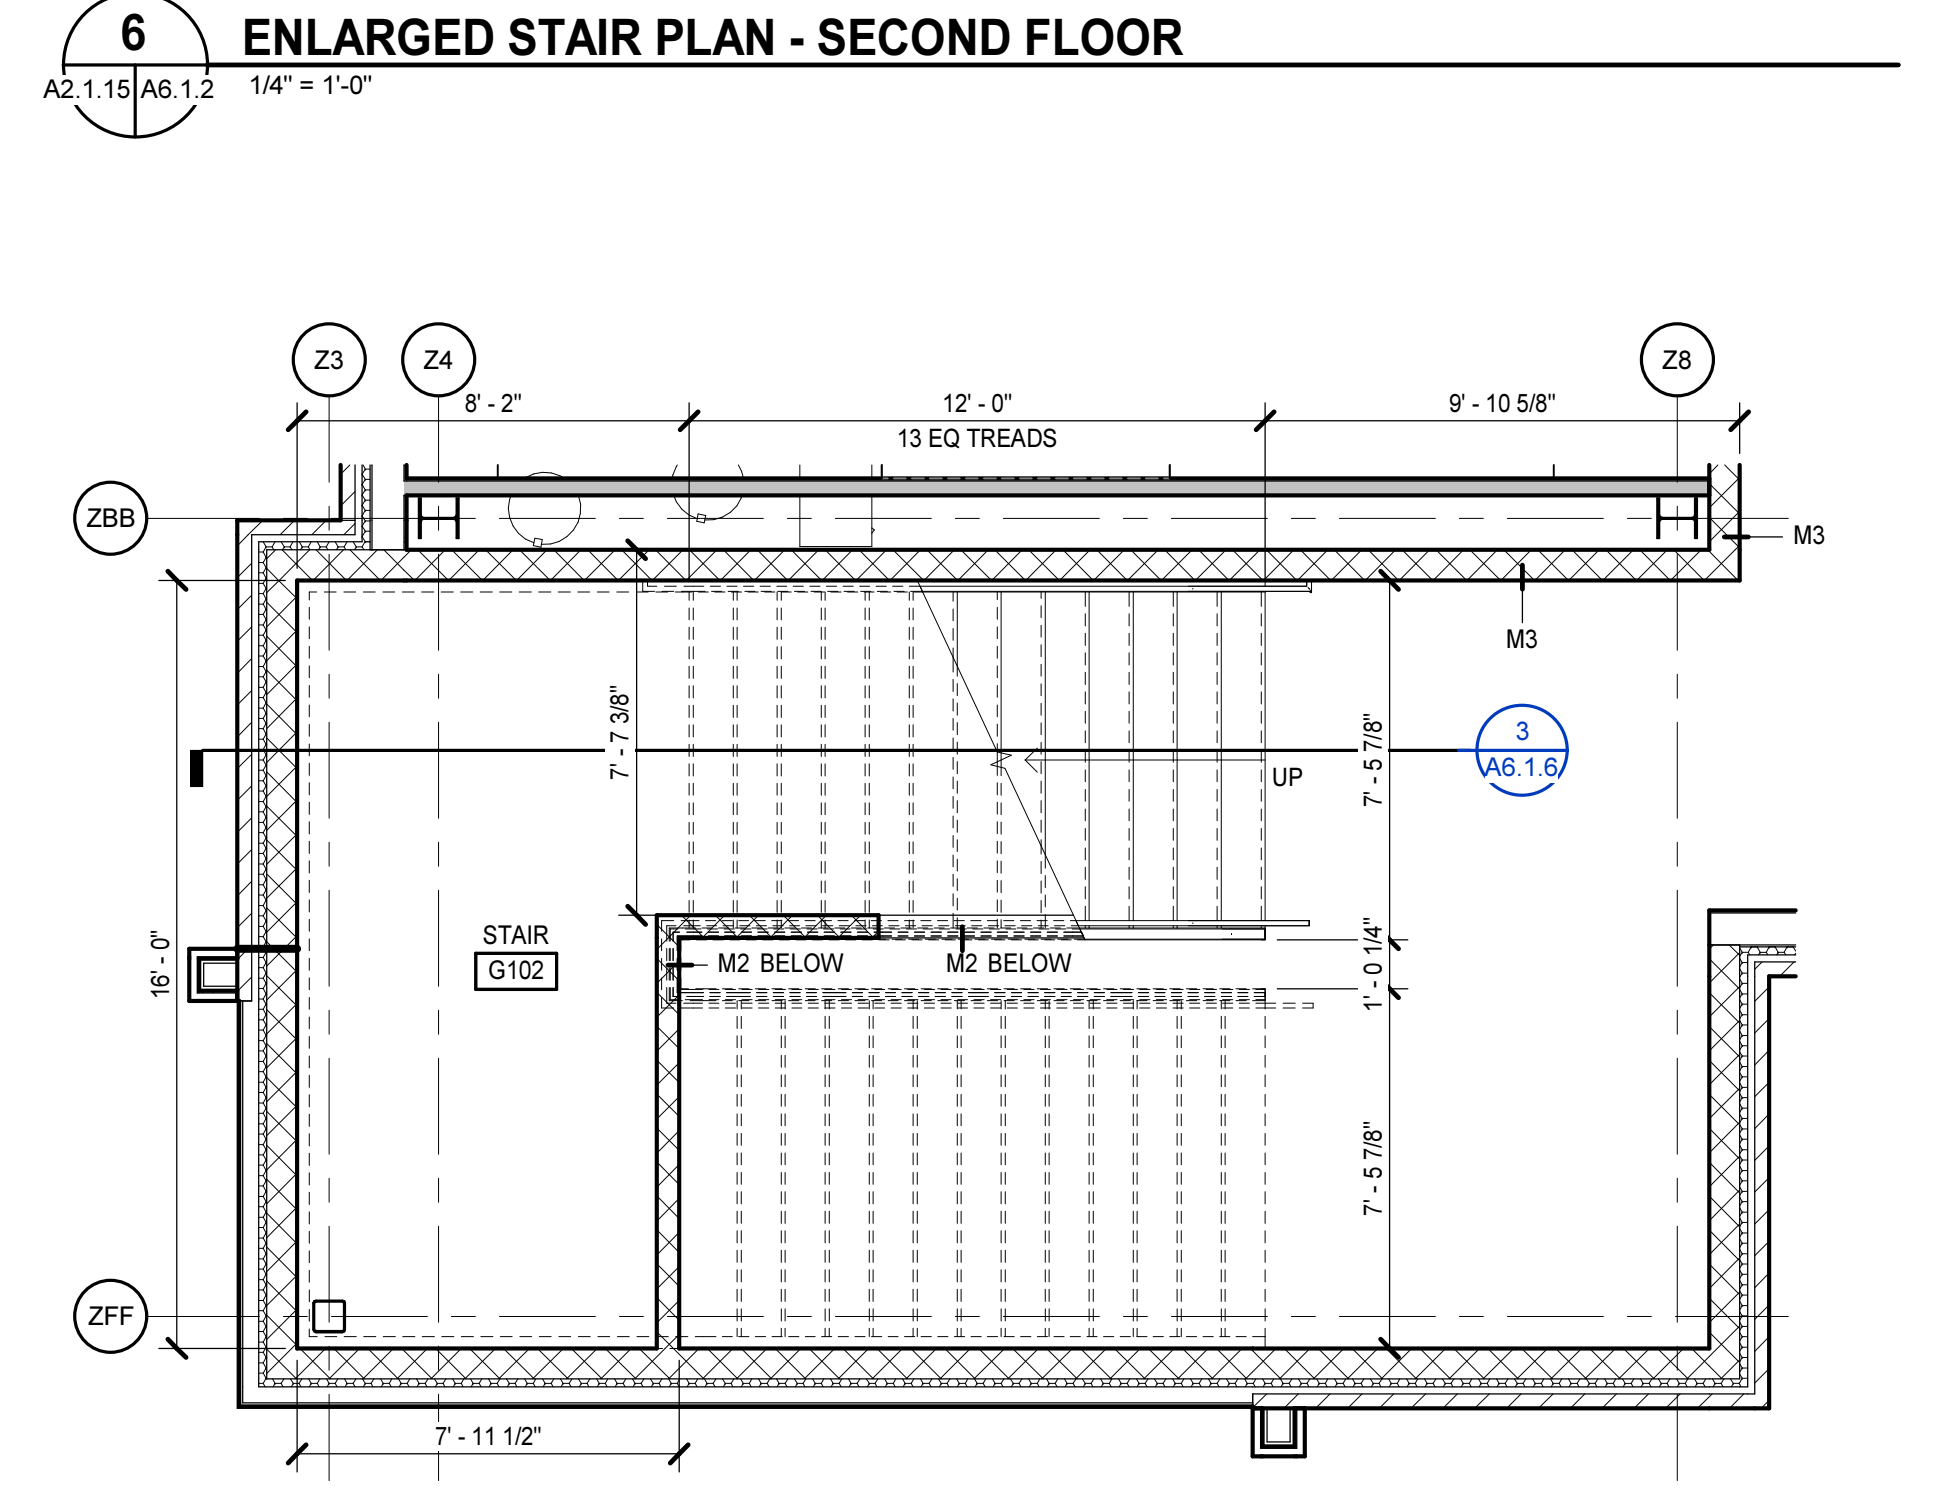 6
ENLARGED STAIR PLAN - SECOND FLOOR
A2.1.15 A6.1.2
1/4" = 1'-0"
Z3
Z4
Z8
8' - 2"
12' - 0"
9' - 10 5/8"
13 EQ TREADS
ZBB
M3
M3
7' - 7 3/8"
7' - 5 7/8"
3
A6.1.6
UP
STAIR
G102
16' - 0"
M2 BELOW
M2 BELOW
1' - 0 1/4"
7' - 5 7/8"
ZFF
7' - 11 1/2"